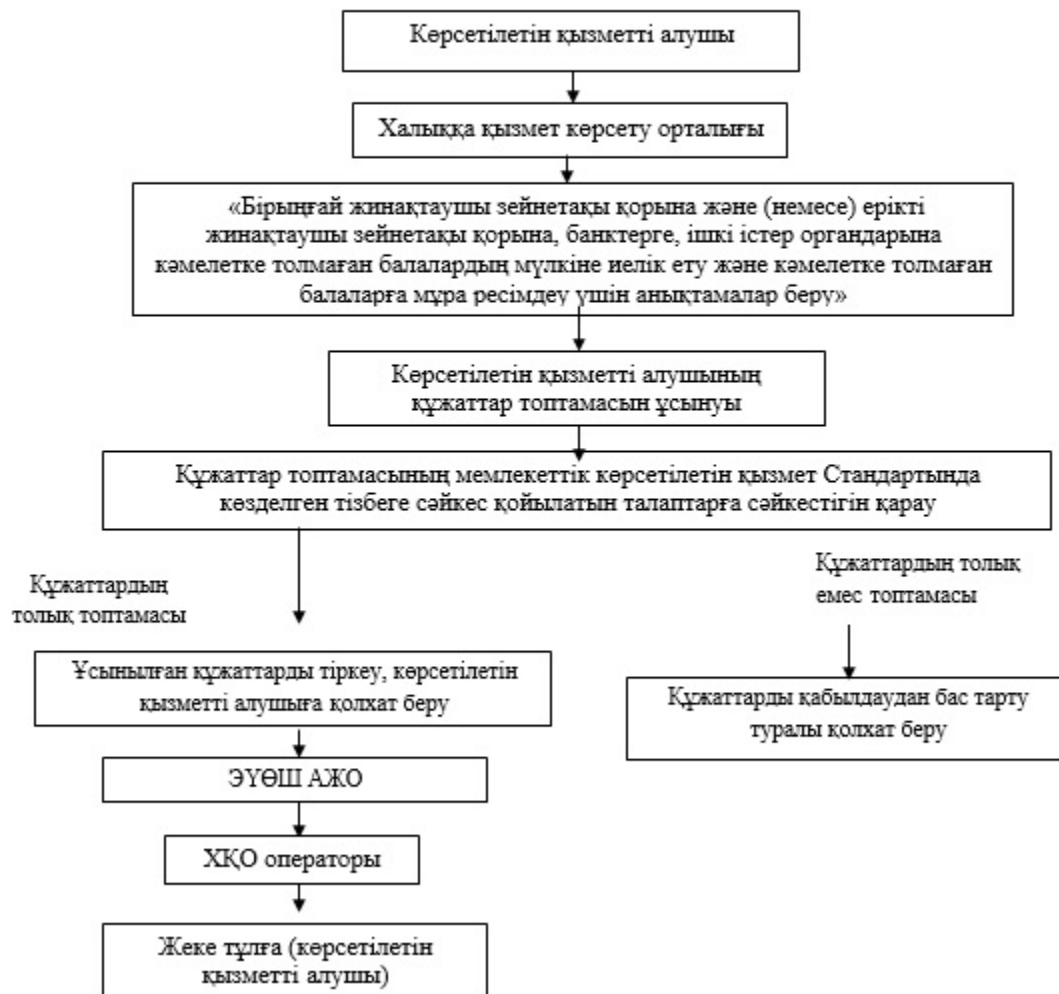 Көрсетілетін қызметті алушы
Халыққа қызмет көрсету орталығы
«Бірыңғай жинақтаушы зейнетақы қорына және (немесе) ерікті
жинақтаушы зейнетақы қорына, банктерге, ішкі істер органдарына
кәмелетке толмаған балалардың мүлкіне иелік ету және кәмелетке толмаған
балаларға мұра ресімдеу үшін анықтамалар беру»
Көрсетілетін қызметті алушының
құжаттар топтамасын ұсынуы
Құжаттар топтамасының мемлекеттік көрсетілетін қызмет Стандартында
көзделген тізбеге сәйкес қойылатын талаптарға сәйкестігін қарау
Құжаттардың
толық топтамасы
Құжаттардың толық
емес топтамасы
Ұсынылған құжаттарды тіркеу, көрсетілетін
қызметті алушыға қолхат беру
Құжаттарды қабылдаудан бас тарту
туралы қолхат беру
ЭҮӨШ АЖО
ХҚО операторы
Жеке тұлға (көрсетілетін
қызметті алушы)